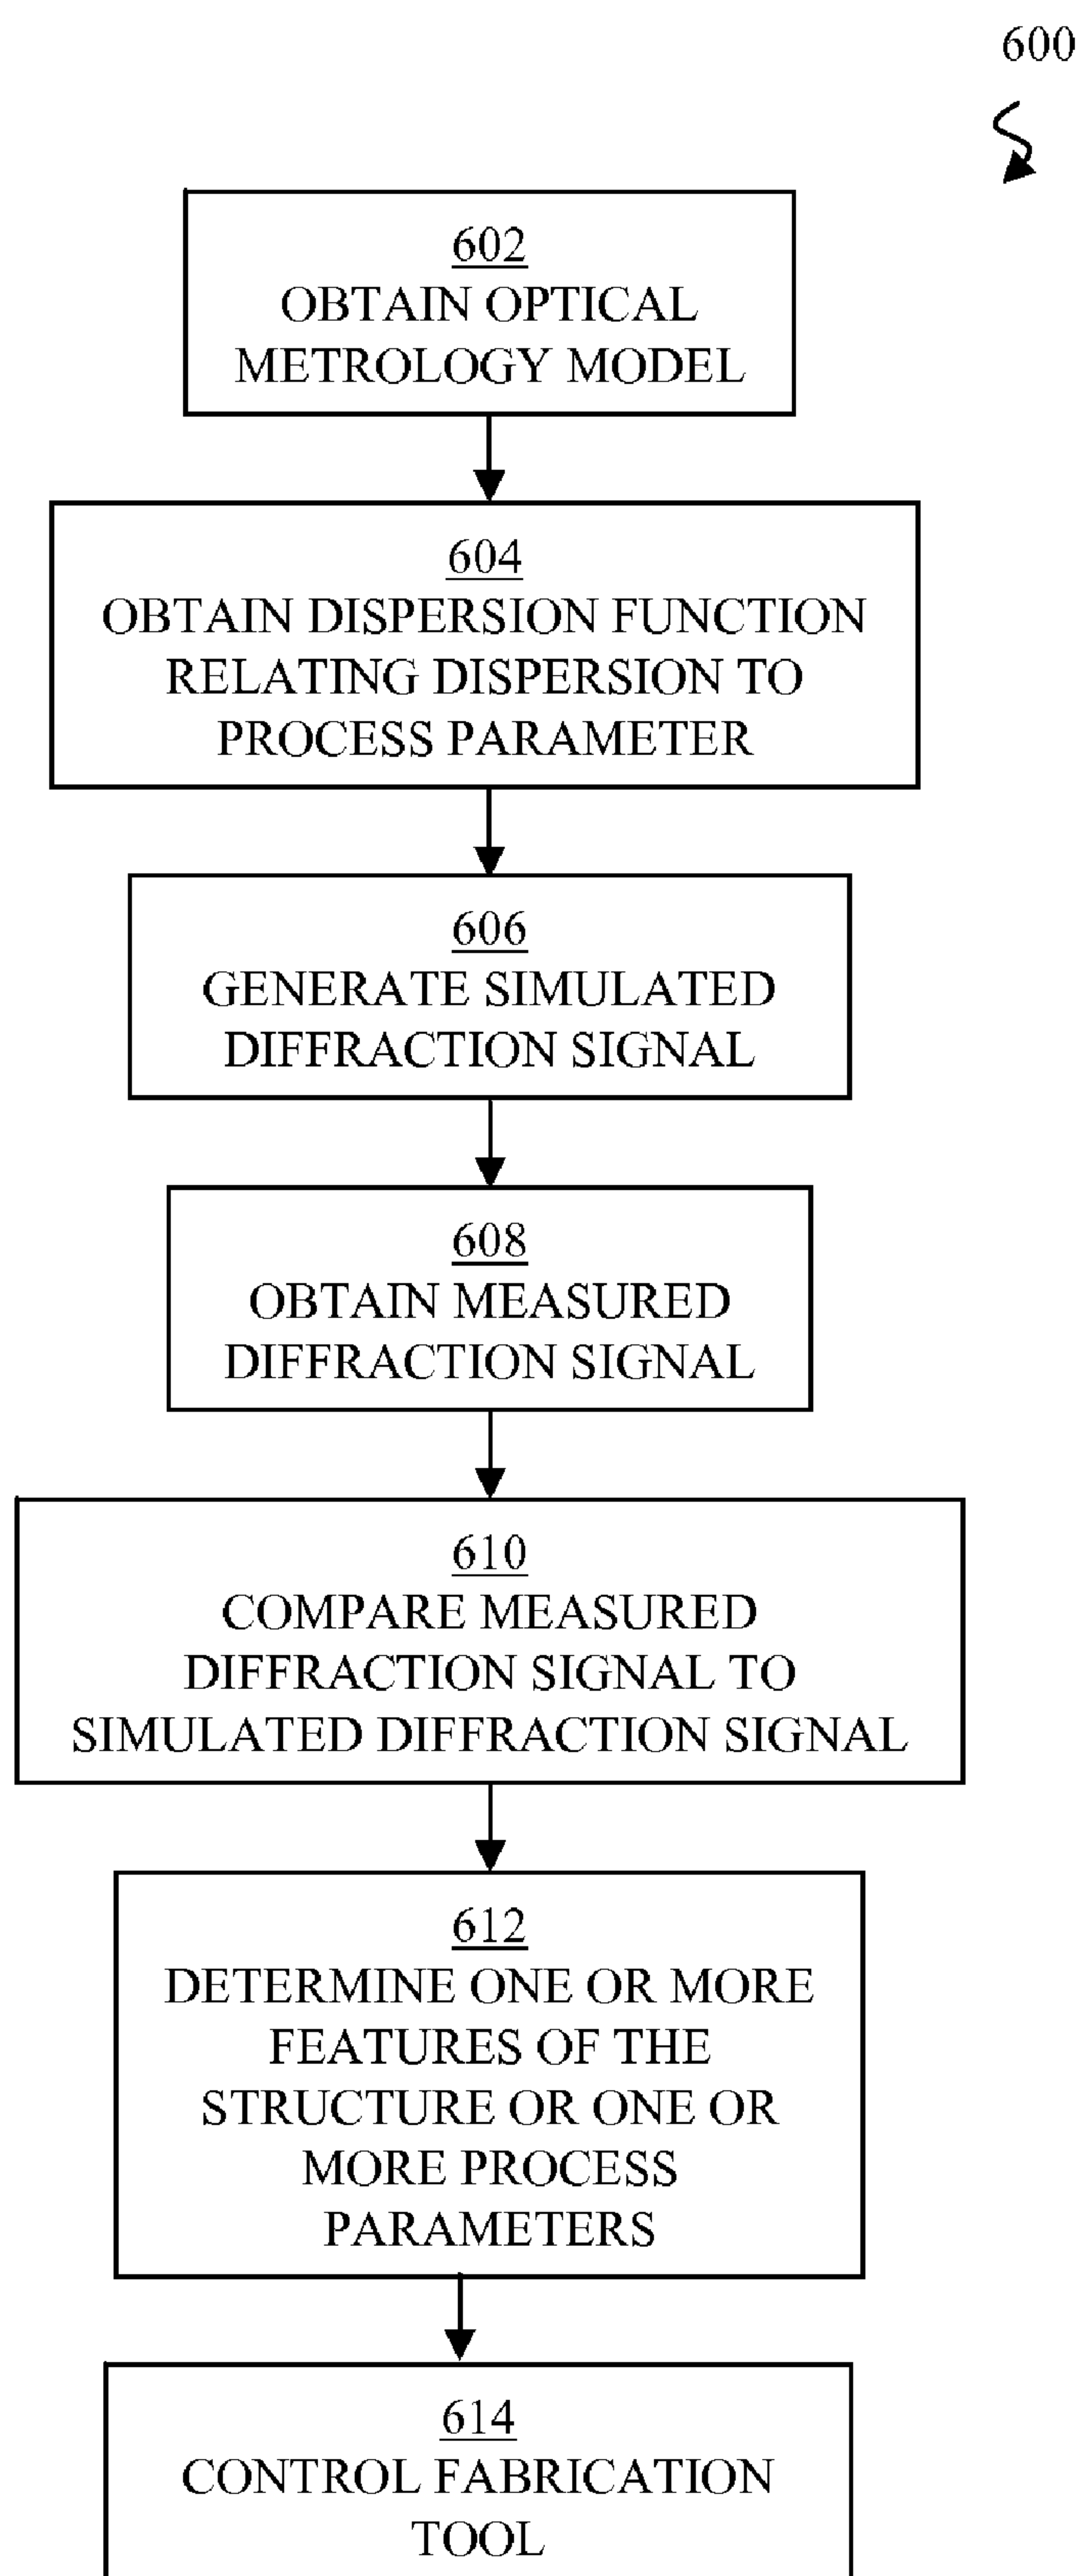 600
602
OBTAIN OPTICAL
METROLOGY MODEL
604
OBTAIN DISPERSION FUNCTION
RELATING DISPERSION TO
PROCESS PARAMETER
606
GENERATE SIMULATED
DIFFRACTION SIGNAL
608
OBTAIN MEASURED
DIFFRACTION SIGNAL
610
COMPARE MEASURED
DIFFRACTION SIGNAL TO
SIMULATED DIFFRACTION SIGNAL
612
DETERMINE ONE OR MORE
FEATURES OF THE
STRUCTURE OR ONE OR
MORE PROCESS
PARAMETERS
614
CONTROL FABRICATION
TOOL